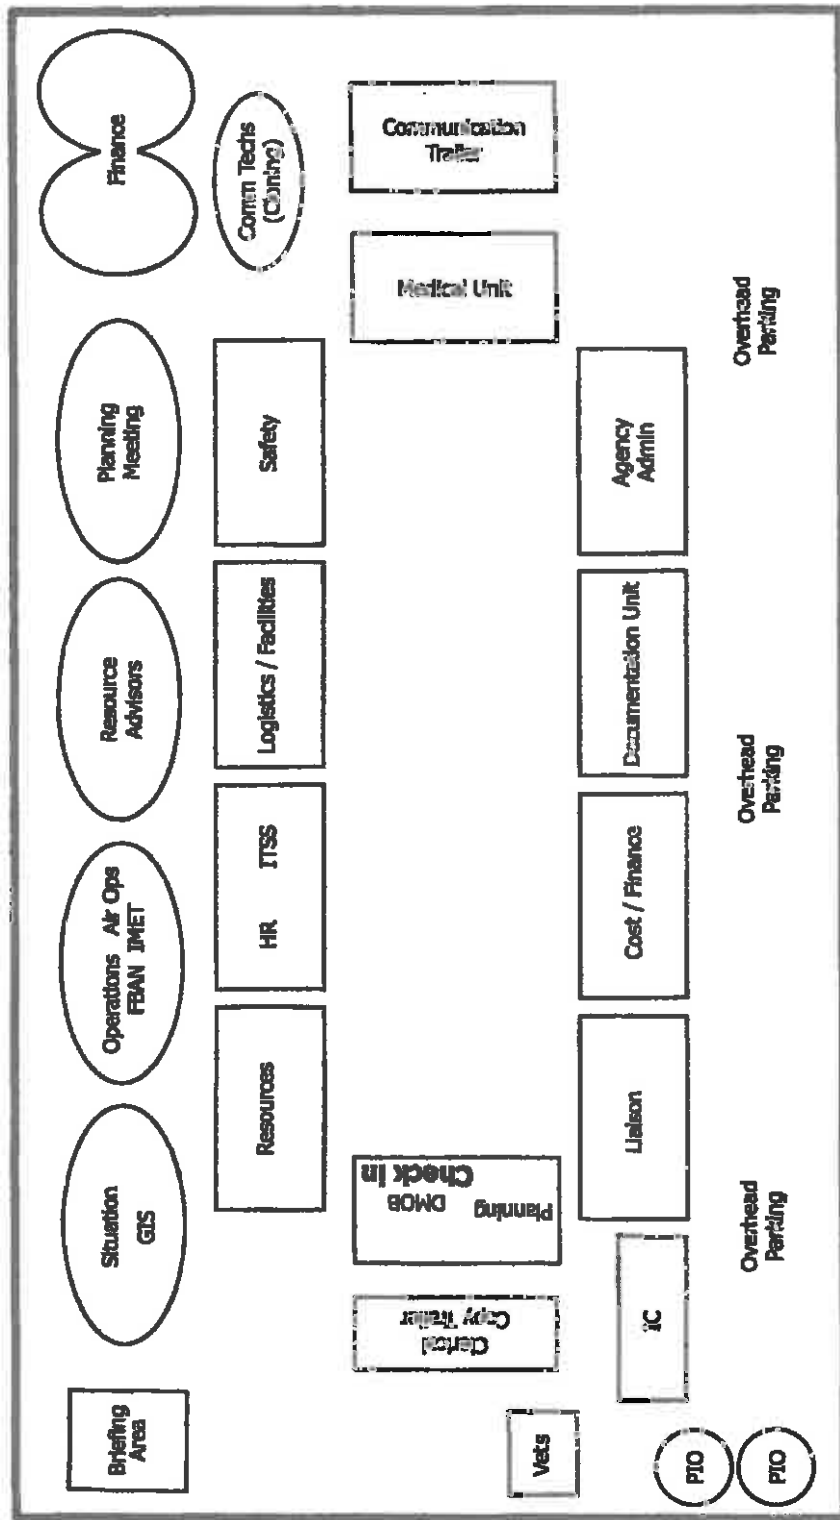 Finance
Comm Techs
(Cloning)
Communication
Trailer
Medical Unit
Planning
Meeting
Safety
Agency
Admin
Overhead
Parking
Resource
Advisors
Logistics / Facilities
Documentation Unit
Overhead
Parking
Operations Air Ops
FBAN IMET
HR ITSS
Cost / Finance
Situation
GIS
Resources
Check in
DMOB
Planning
Liaison
Overhead
Parking
Clerical
Copy Trailer
IC
Briefing
Area
Vets
PIO
PIO